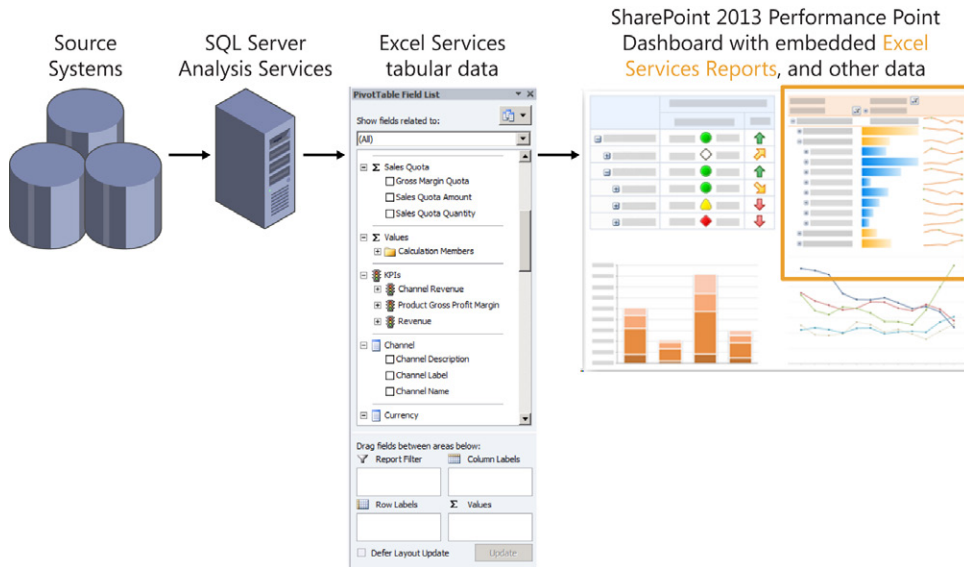 Source
Systems
SQL Server
Analysis Services
Excel Services
tabular data
SharePoint 2013 Performance Point
Dashboard with embedded Excel
Services Reports, and other data
PivotTable Field List
Show fields related to:
(All)
Σ Sales Quota
Gross Margin Quota
Sales Quota Amount
Sales Quota Quantity
Σ Values
Calculation Members
KPIs
Channel Revenue
Product Gross Profit Margin
Revenue
Channel
Channel Description
Channel Label
Channel Name
Currency
Drag fields between areas below:
Report Filter
Column Labels
Row Labels
Σ Values
Defer Layout Update
Update